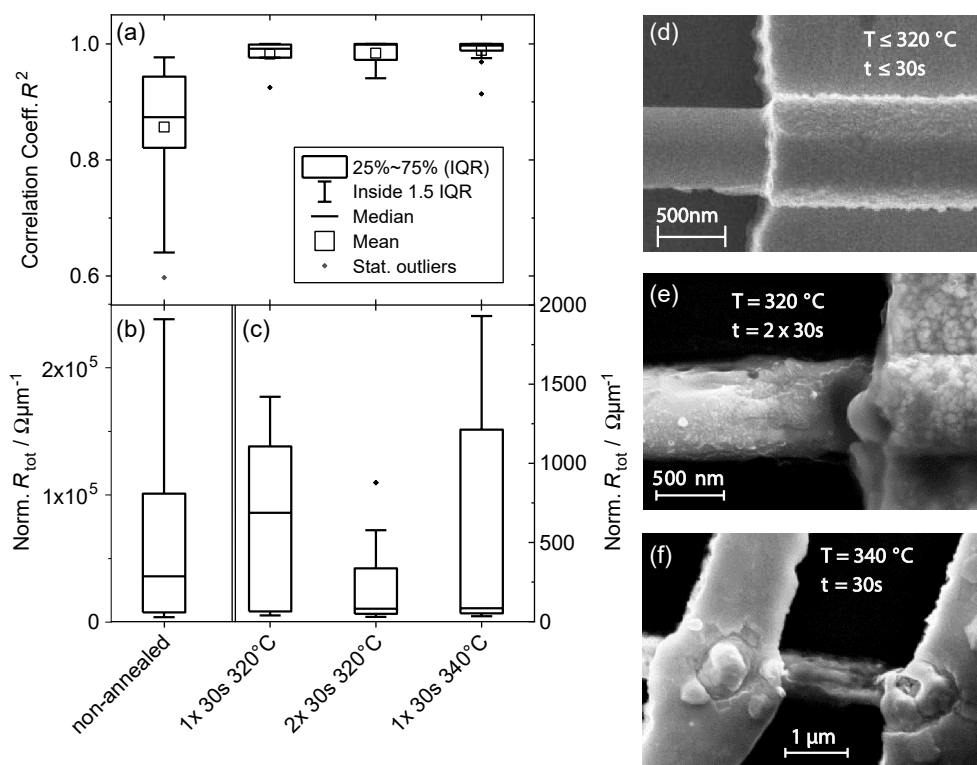 (a)
Correlation Coeff. R²
1.0
0.8
0.6
25%~75% (IQR)
Inside 1.5 IQR
Median
Mean
Stat. outliers
(b)
(c)
Norm. R_tot / Ωμm⁻¹
2x10⁵
1x10⁵
0
2000
1500
1000
500
0
Norm. R_tot / Ωμm⁻¹
non-annealed
1x 30s 320°C
2x 30s 320°C
1x 30s 340°C
(d)
T ≤ 320 °C
t ≤ 30s
500nm
(e)
T = 320 °C
t = 2 x 30s
500 nm
(f)
T = 340 °C
t = 30s
1 µm